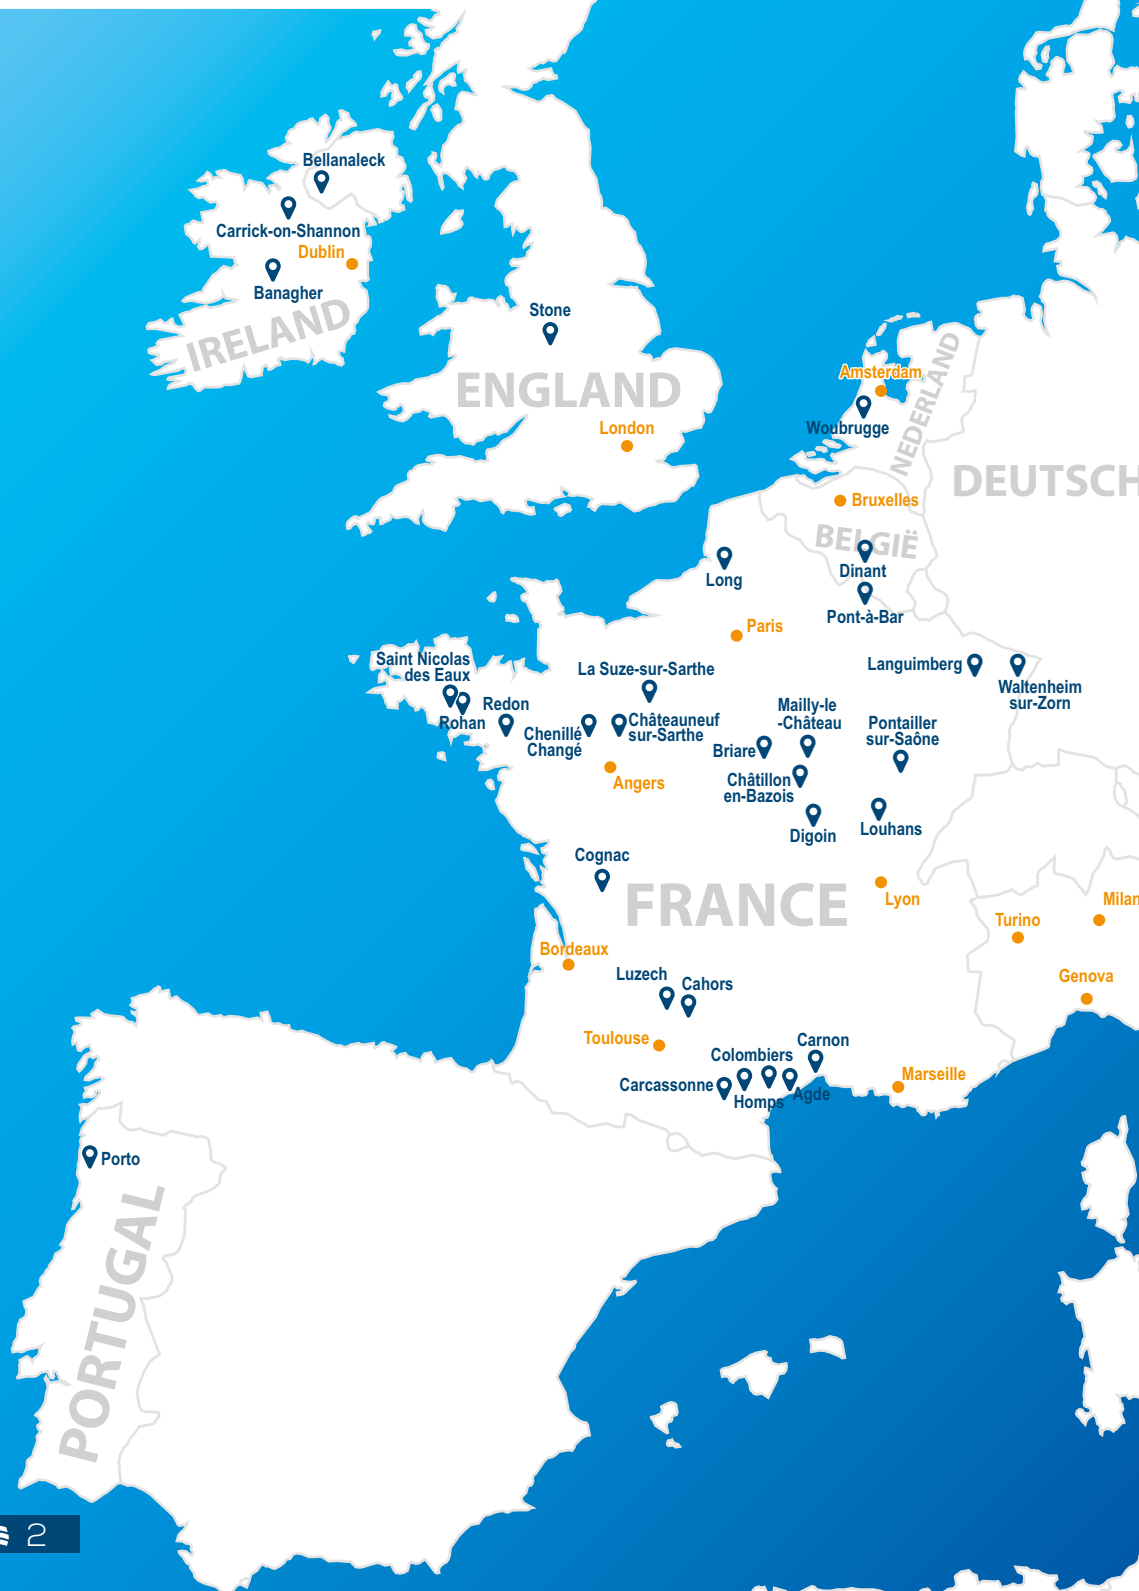 Bellanaleck
Carrick-on-Shannon
Dublin
Banagher
IRELAND
Stone
ENGLAND
London
Amsterdam
Woubrugge
NEDERLAND
DEUTSCH
Bruxelles
BELGIË
Dinant
Long
Pont-à-Bar
Paris
Saint Nicolas
des Eaux
La Suze-sur-Sarthe
Languimberg
Waltenheim
sur-Zorn
Rohan
Redon
Chenillé
Changé
Châteauneuf
sur-Sarthe
Mailly-le
-Château
Briare
Pontailler
sur-Saône
Angers
Châtillon
en-Bazois
Digoin
Louhans
Cognac
FRANCE
Lyon
Turino
Milan
Bordeaux
Genova
Luzech
Cahors
Toulouse
Colombiers
Carnon
Carcassonne
Homps
Agde
Marseille
Porto
PORTUGAL
2